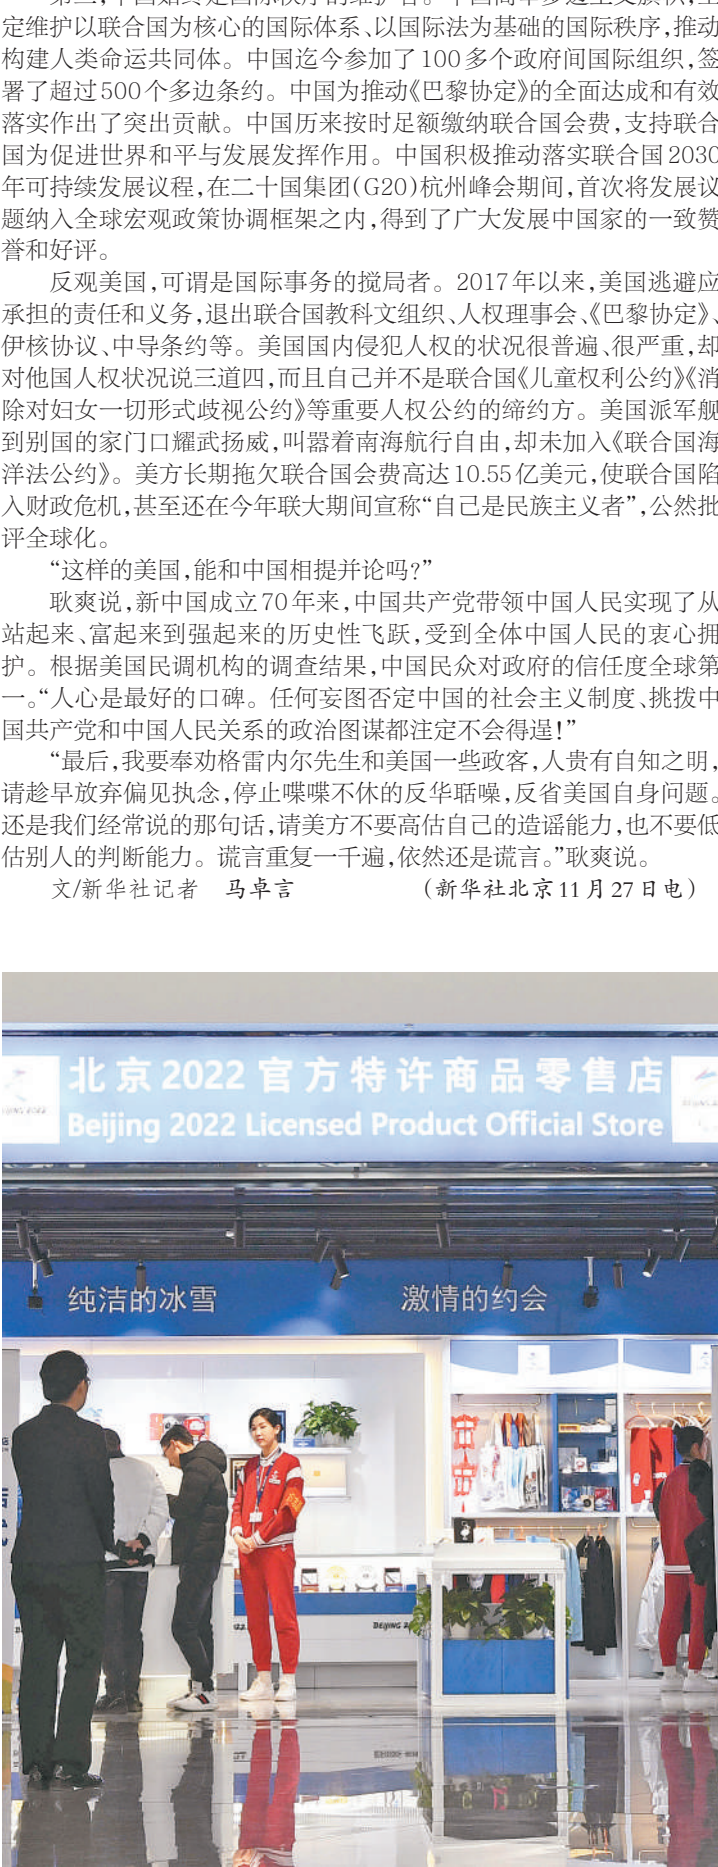 定维护以联合国为核心的国际体系、以国际法为基础的国际秩序,推动
构建人类命运共同体。中国迄今参加了100多个政府间国际组织,签
署了超过500个多边条约。中国为推动《巴黎协定》的全面达成和有效
落实作出了突出贡献。中国历来按时足额缴纳联合国会费,支持联合
国为促进世界和平与发展发挥作用。中国积极推动落实联合国2030
年可持续发展议程,在二十国集团(G20)杭州峰会期间,首次将发展议
题纳入全球宏观政策协调框架之内,得到了广大发展中国家的一致赞
誉和好评。
反观美国,可谓是国际事务的搅局者。2017年以来,美国逃避应
承担的责任和义务,退出联合国教科文组织、人权理事会、《巴黎协定》、
伊核协议、中导条约等。美国国内侵犯人权的状况很普遍、很严重,却
对他国人权状况说三道四,而且自己并不是联合国《儿童权利公约》《消
除对妇女一切形式歧视公约》等重要人权公约的缔约方。美国派军舰
到别国的家门口耀武扬威,叫嚣着南海航行自由,却未加入《联合国海
洋法公约》。美方长期拖欠联合国会费高达10.55亿美元,使联合国陷
入财政危机,甚至还在今年联大期间宣称“自己是民族主义者”,公然批
评全球化。
“这样的美国,能和中国相提并论吗?”
耿爽说,新中国成立70年来,中国共产党带领中国人民实现了从
站起来、富起来到强起来的历史性飞跃,受到全体中国人民的衷心拥
护。根据美国民调机构的调查结果,中国民众对政府的信任度全球第
一。“人心是最好的口碑。任何妄图否定中国的社会主义制度、挑拨中
国共产党和中国人民关系的政治图谋都注定不会得逞!”
“最后,我要奉劝格雷内尔先生和美国一些政客,人贵有自知之明,
请趁早放弃偏见执念,停止喋喋不休的反华聒噪,反省美国自身问题。
还是我们经常说的那句话,请美方不要高估自己的造谣能力,也不要低
估别人的判断能力。谎言重复一千遍,依然还是谎言。”耿爽说。
文/新华社记者 马卓言 (新华社北京11月27日电)
北京2022官方特许商品零售店
Beijing 2022 Licensed Product Official Store
纯洁的冰雪 激情的约会